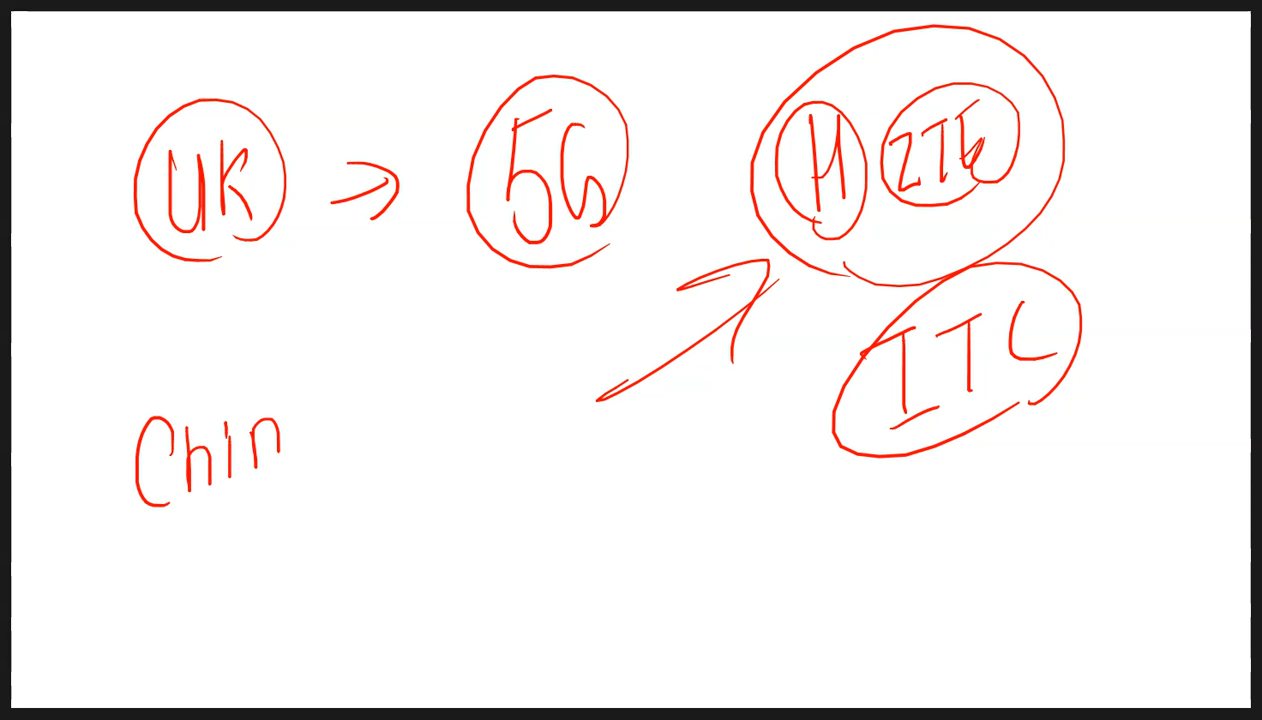 UK → 5G H ZTE
ITC
Chin